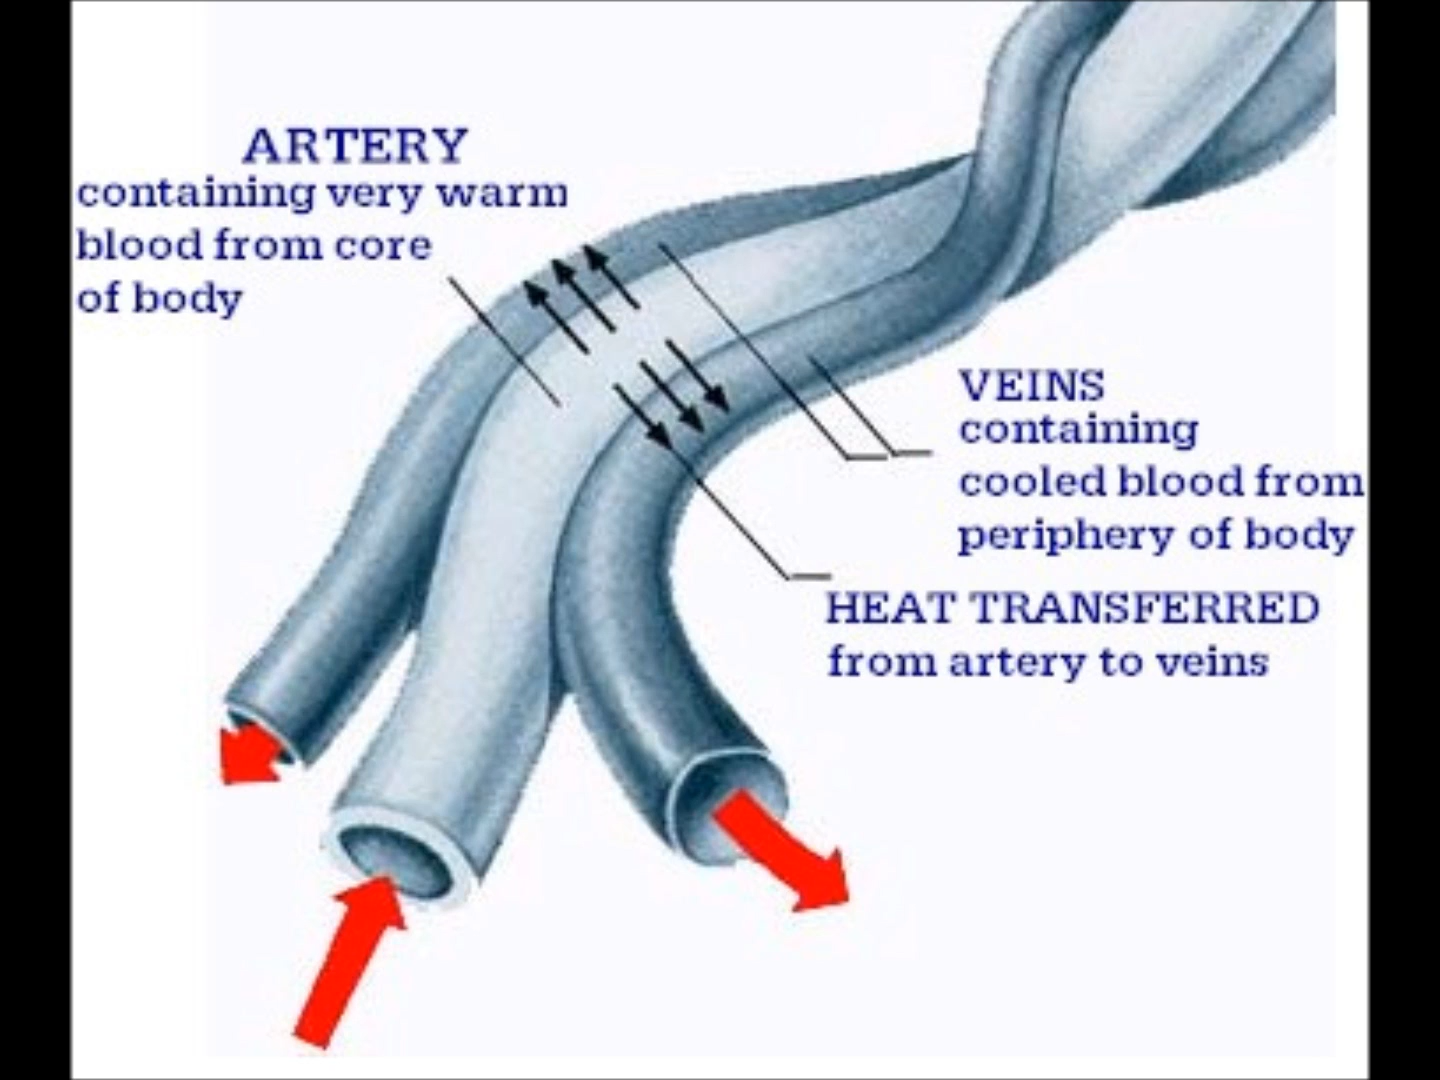 ARTERY
containing very warm
blood from core
of body
VEINS
containing
cooled blood from
periphery of body
HEAT TRANSFERRED
from artery to veins